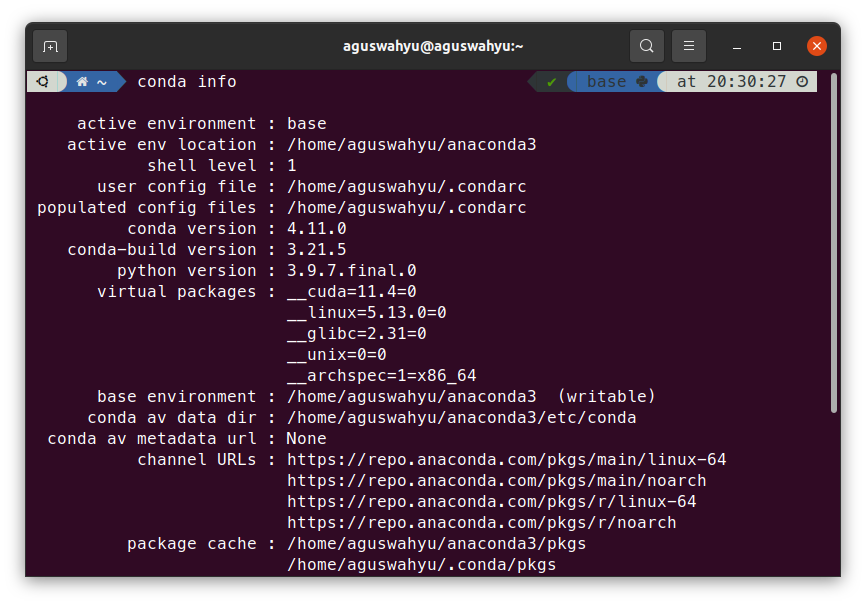 aguswahyu@aguswahyu:~
~ conda info ✔ base at 20:30:27
active environment : base
active env location : /home/aguswahyu/anaconda3
shell level : 1
user config file : /home/aguswahyu/.condarc
populated config files : /home/aguswahyu/.condarc
conda version : 4.11.0
conda-build version : 3.21.5
python version : 3.9.7.final.0
virtual packages : __cuda=11.4=0
__linux=5.13.0=0
__glibc=2.31=0
__unix=0=0
__archspec=1=x86_64
base environment : /home/aguswahyu/anaconda3  (writable)
conda av data dir : /home/aguswahyu/anaconda3/etc/conda
conda av metadata url : None
channel URLs : https://repo.anaconda.com/pkgs/main/linux-64
https://repo.anaconda.com/pkgs/main/noarch
https://repo.anaconda.com/pkgs/r/linux-64
https://repo.anaconda.com/pkgs/r/noarch
package cache : /home/aguswahyu/anaconda3/pkgs
/home/aguswahyu/.conda/pkgs